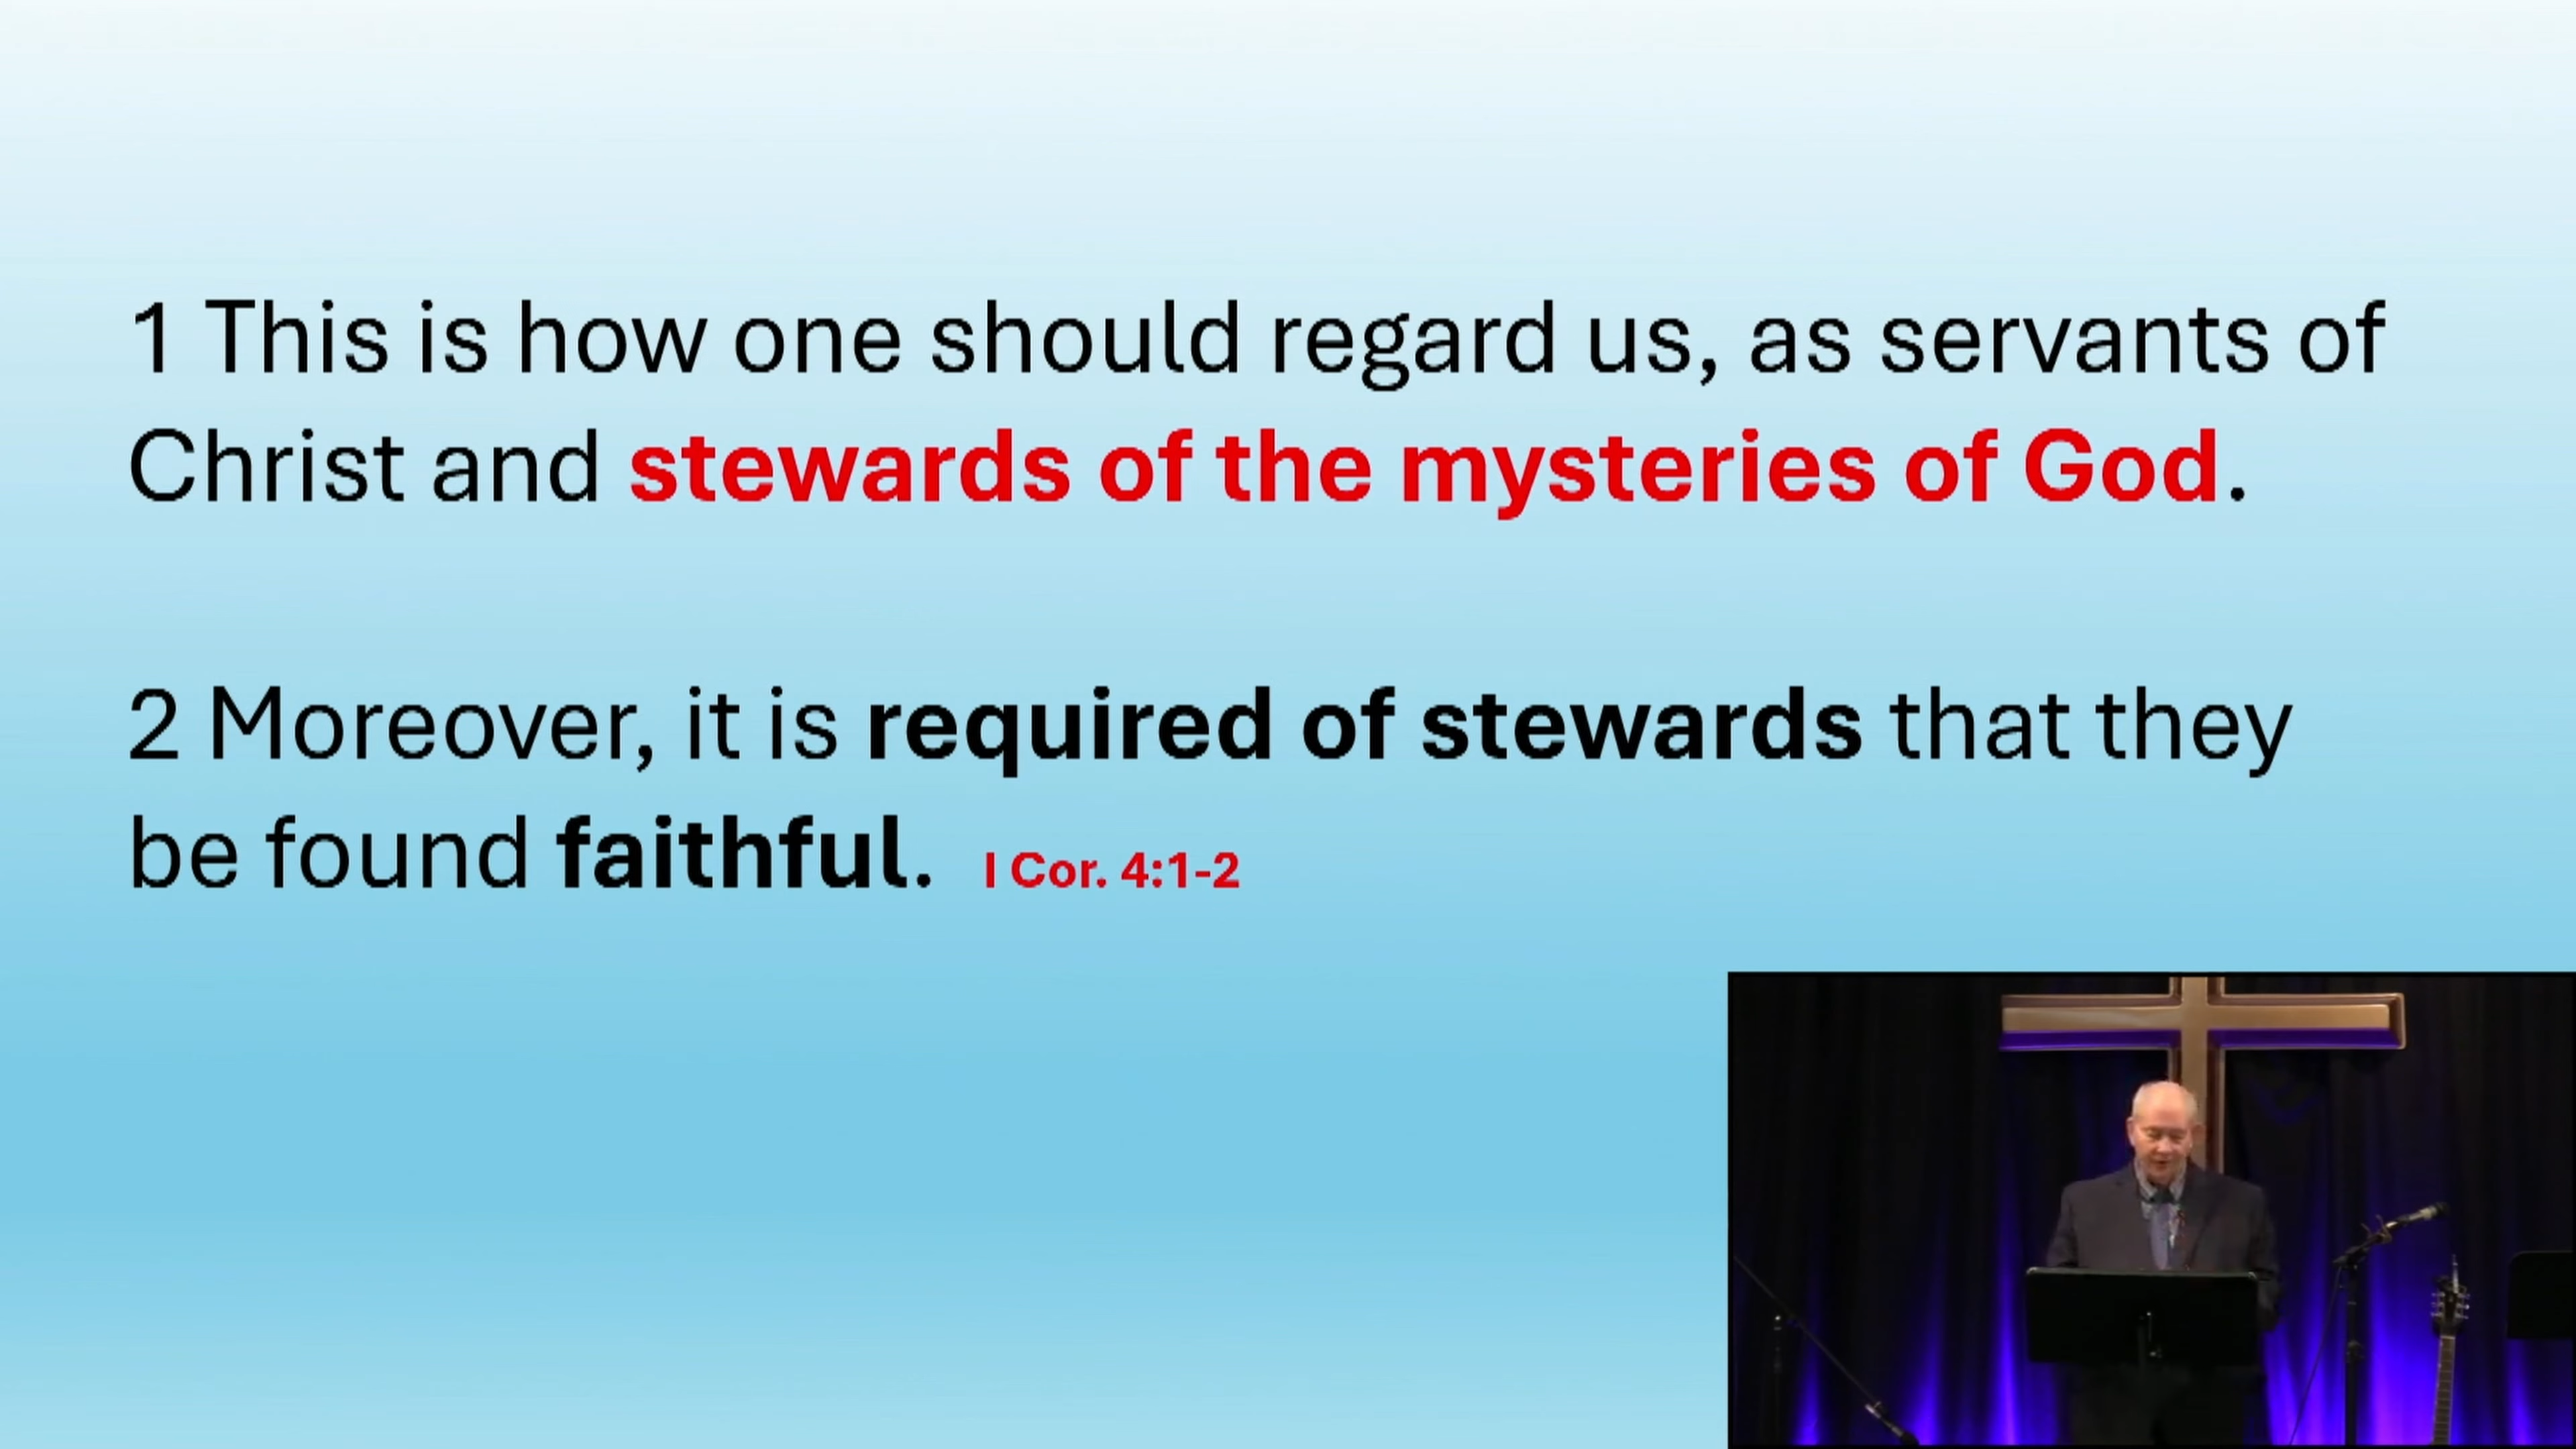 1 This is how one should regard us, as servants of
Christ and stewards of the mysteries of God.
2 Moreover, it is required of stewards that they
be found faithful. I Cor. 4:1-2